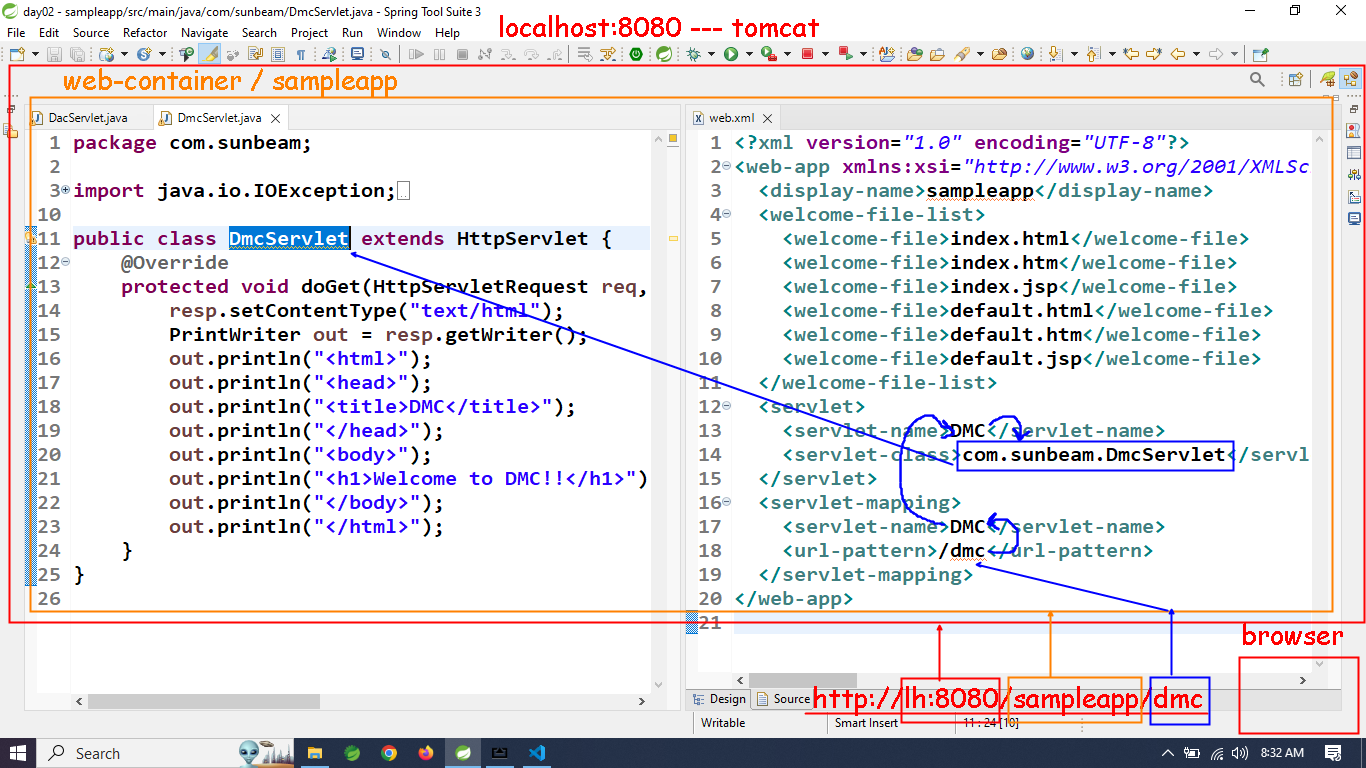 day02 - sampleapp/src/main/java/com/sunbeam/DmcServlet.java - Spring Tool Suite 3
File Edit Source Refactor Navigate Search Project Run Window Help
localhost:8080 --- tomcat
web-container / sampleapp
DacServlet.java DmcServlet.java
1 package com.sunbeam;
2
3 import java.io.IOException;
10
11 public class DmcServlet extends HttpServlet {
12 @Override
13 protected void doGet(HttpServletRequest req,
14 resp.setContentType("text/html");
15 PrintWriter out = resp.getWriter();
16 out.println("<html>");
17 out.println("<head>");
18 out.println("<title>DMC</title>");
19 out.println("</head>");
20 out.println("<body>");
21 out.println("<h1>Welcome to DMC!!</h1>")
22 out.println("</body>");
23 out.println("</html>");
24 }
25 }
26
web.xml
1 <?xml version="1.0" encoding="UTF-8"?>
2 <web-app xmlns:xsi="http://www.w3.org/2001/XMLSc
3 <display-name>sampleapp</display-name>
4 <welcome-file-list>
5 <welcome-file>index.html</welcome-file>
6 <welcome-file>index.htm</welcome-file>
7 <welcome-file>index.jsp</welcome-file>
8 <welcome-file>default.html</welcome-file>
9 <welcome-file>default.htm</welcome-file>
10 <welcome-file>default.jsp</welcome-file>
11 </welcome-file-list>
12 <servlet>
13 <servlet-name>DMC</servlet-name>
14 <servlet-class>com.sunbeam.DmcServlet</servl
15 </servlet>
16 <servlet-mapping>
17 <servlet-name>DMC</servlet-name>
18 <url-pattern>/dmc</url-pattern>
19 </servlet-mapping>
20 </web-app>
21
browser
Design Source
http://lh:8080/sampleapp/dmc
Writable Smart Insert 11 : 24 [10]
Search
8:32 AM